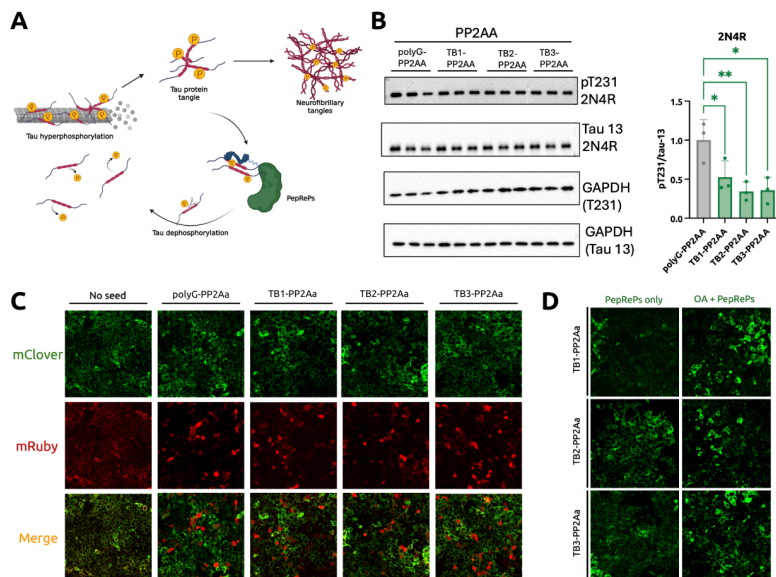 A
P
Tau protein
tangle
Neurofibrillary
tangles
Tau hyperphosphorylation
PepRePs
Tau dephosphorylation
B
PP2AA
polyG- TB1- TB2- TB3-
PP2AA PP2AA PP2AA PP2AA
pT231
2N4R
Tau 13
2N4R
GAPDH
(T231)
GAPDH
(Tau 13)
2N4R
*
**
*
pT231/tau-13
1.5
1.0
0.5
0.0
polyG-PP2AA
TB1-PP2AA
TB2-PP2AA
TB3-PP2AA
C
No seed polyG-PP2Aa TB1-PP2Aa TB2-PP2Aa TB3-PP2Aa
mClover
mRuby
Merge
D
PepRePs only OA + PepRePs
TB1-PP2Aa
TB2-PP2Aa
TB3-PP2Aa